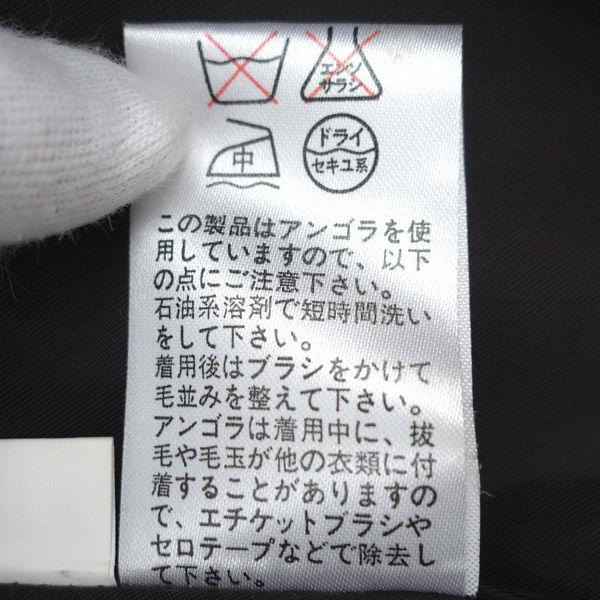 エンソ
サラシ
中
ドライ
セキユ系
この製品はアンゴラを使
用していますので、以下
の点にご注意下さい。
石油系溶剤で短時間洗い
をして下さい。
着用後はブラシをかけて
毛並みを整えて下さい。
アンゴラは着用中に、抜
毛や毛玉が他の衣類に付
着することがありますの
で、エチケットブラシや
セロテープなどで除去し
て下さい。